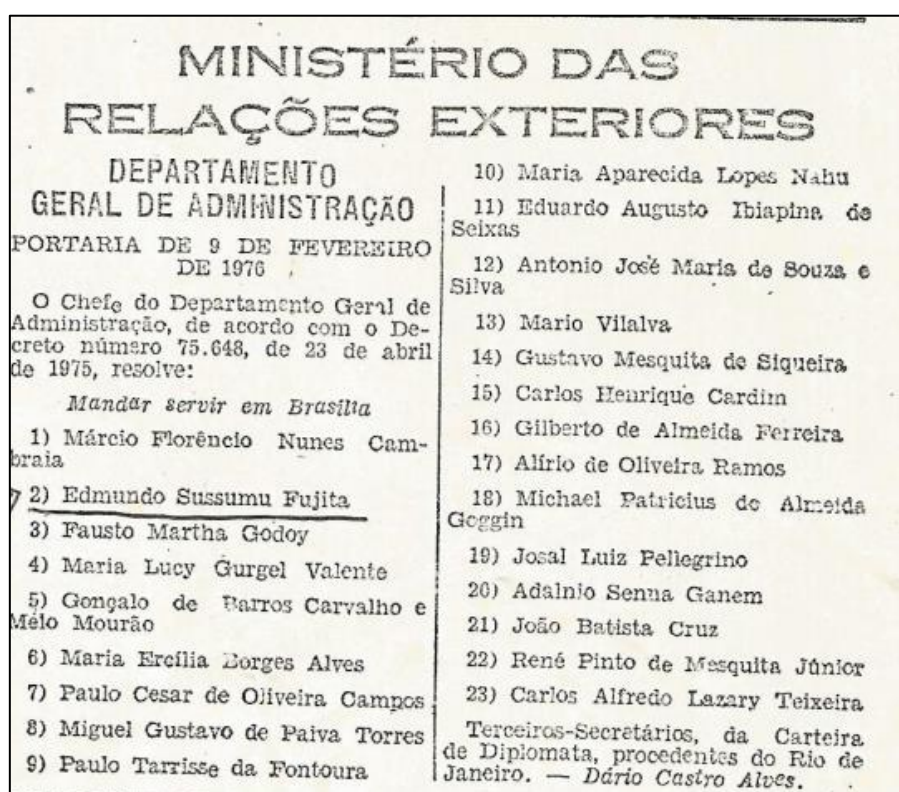 MINISTÉRIO DAS
RELAÇÕES EXTERIORES
DEPARTAMENTO
GERAL DE ADMINISTRAÇÃO
PORTARIA DE 9 DE FEVEREIRO
DE 1976
O Chefe do Departamento Geral de
Administração, de acordo com o De-
creto número 75.648, de 23 de abril
de 1975, resolve:
Mandar servir em Brasília
1) Márcio Florêncio Nunes Cam-
braia
2) Edmundo Sussumu Fujita
3) Fausto Martha Godoy
4) Maria Lucy Gurgel Valente
5) Gonçalo de Barros Carvalho e
Mélo Mourão
6) Maria Ercília Borges Alves
7) Paulo Cesar de Oliveira Campos
8) Miguel Gustavo de Paiva Torres
9) Paulo Tarrisse da Fontoura
10) Maria Aparecida Lopes Nahu
11) Eduardo Augusto Ibiapina de
Seixas
12) Antonio José Maria de Souza e
Silva
13) Mario Vilalva
14) Gustavo Mesquita de Siqueira
15) Carlos Henrique Cardim
16) Gilberto de Almeida Ferreira
17) Alírio de Oliveira Ramos
18) Michael Patricius de Almeida
Goggin
19) Josal Luiz Pellegrino
20) Adalnio Senna Ganem
21) João Batista Cruz
22) René Pinto de Mesquita Júnior
23) Carlos Alfredo Lazary Teixeira
Terceiros-Secretários, da Carteira
de Diplomata, procedentes do Rio de
Janeiro. — Dário Castro Alves.